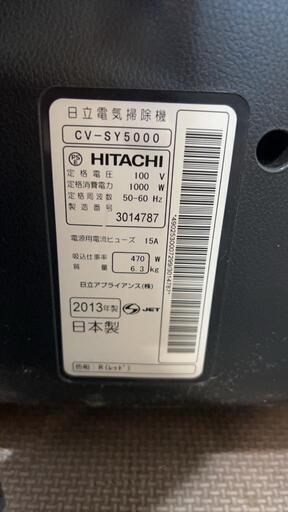 日立電気掃除機
CV-SY5000
PS E HITACHI
定格電圧 100 V
定格消費電力 1000 W
定格周波数 50-60 Hz
製造番号 3014787
電源用電流ヒューズ 15A
吸込仕事率 470 W
質量 6.3 kg
日立アプライアンス(株)
2013年製 S JET
日本製
色船 R(レッド)